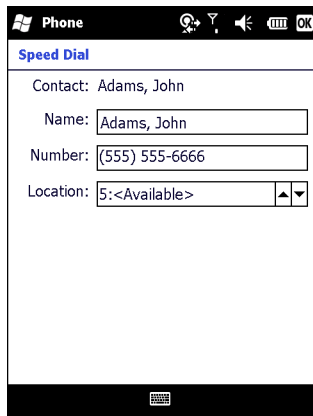 Phone OK
Speed Dial
Contact: Adams, John
Name: Adams, John
Number: (555) 555-6666
Location: 5:<Available>